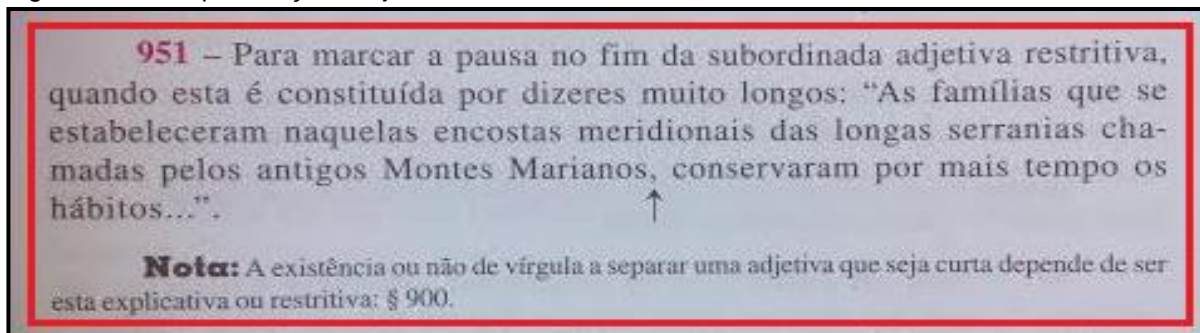 951 – Para marcar a pausa no fim da subordinada adjetiva restritiva,
quando esta é constituída por dizeres muito longos: “As famílias que se
estabeleceram naquelas encostas meridionais das longas serranias cha-
madas pelos antigos Montes Marianos, conservaram por mais tempo os
hábitos...”.
Nota: A existência ou não de vírgula a separar uma adjetiva que seja curta depende de ser
esta explicativa ou restritiva: § 900.